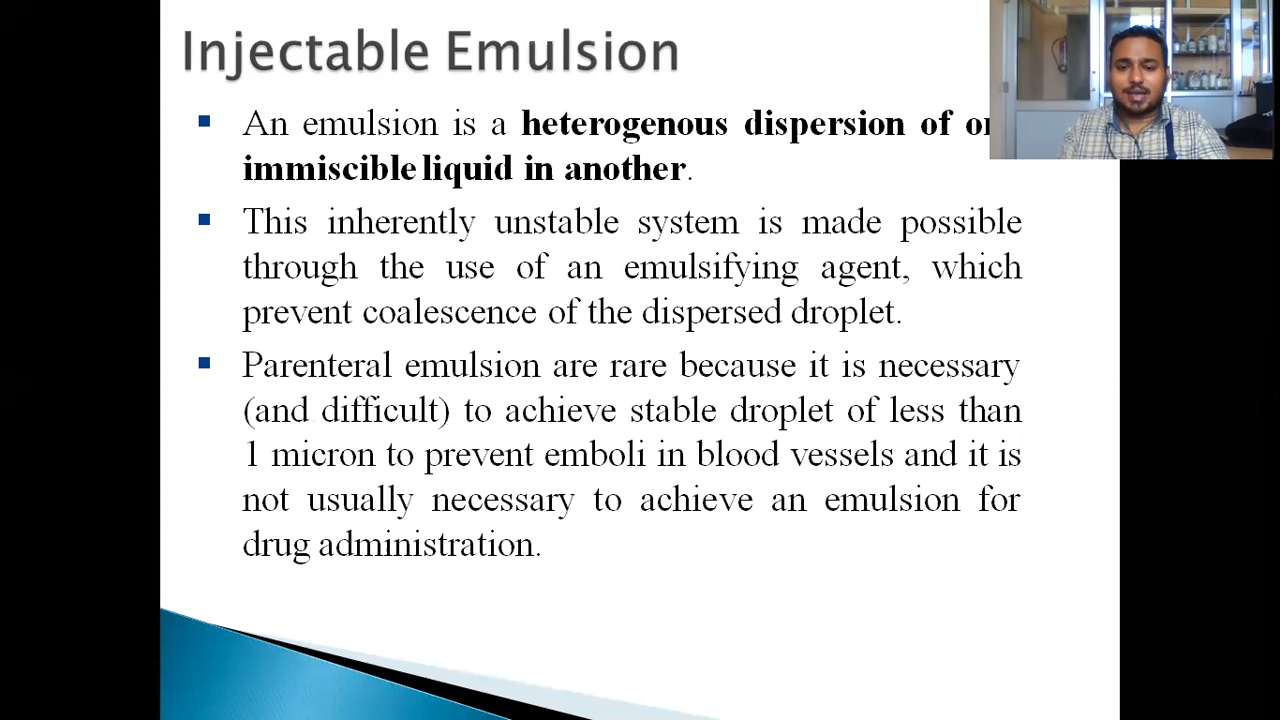 Injectable Emulsion
An emulsion is a heterogenous dispersion of
immiscible liquid in another.
This inherently unstable system is made possible
through the use of an emulsifying agent, which
prevent coalescence of the dispersed droplet.
Parenteral emulsion are rare because it is necessary
(and difficult) to achieve stable droplet of less than
1 micron to prevent emboli in blood vessels and it is
not usually necessary to achieve an emulsion for
drug administration.